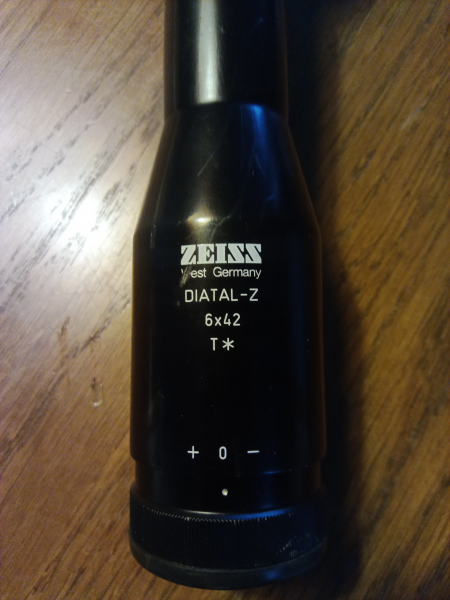 ZEISS
West Germany
DIATAL-Z
6x42
T*
+ 0 -